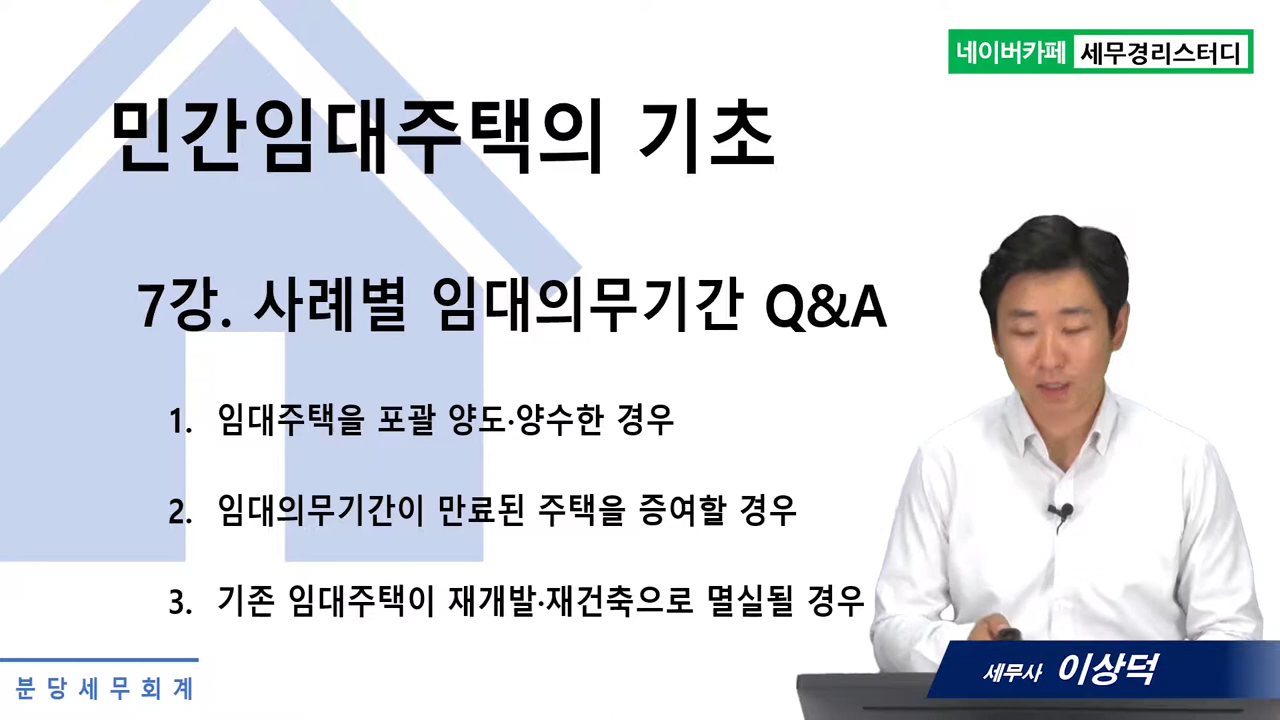 네이버카페 세무경리스터디
민간임대주택의 기초
7강. 사례별 임대의무기간 Q&A
1. 임대주택을 포괄 양도·양수한 경우
2. 임대의무기간이 만료된 주택을 증여할 경우
3. 기존 임대주택이 재개발·재건축으로 멸실될 경우
분당세무회계
세무사 이상덕